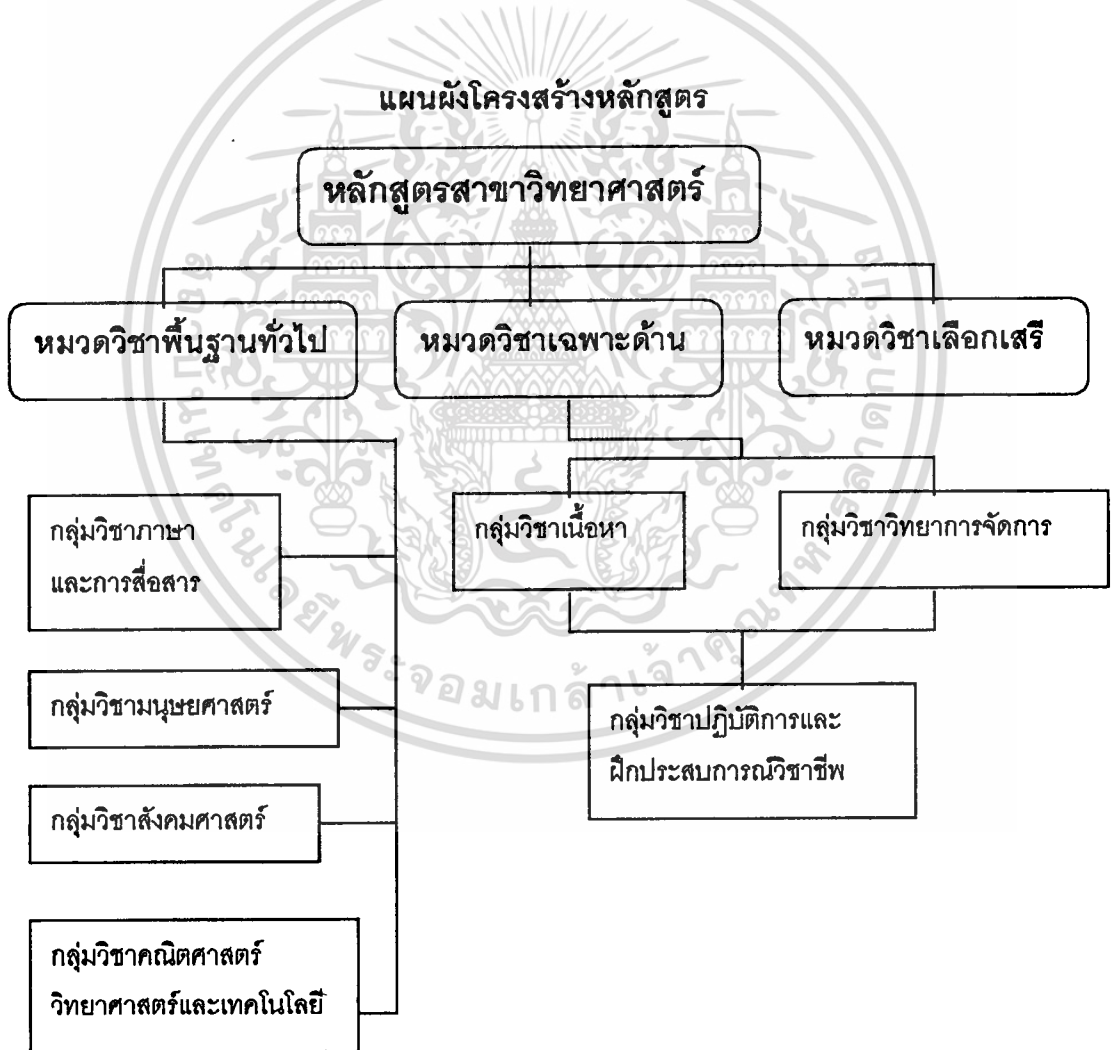 แผนผังโครงสร้างหลักสูตร
หลักสูตรสาขาวิทยาศาสตร์
หมวดวิชาพื้นฐานทั่วไป
หมวดวิชาเฉพาะด้าน
หมวดวิชาเลือกเสรี
กลุ่มวิชาภาษา
และการสื่อสาร
กลุ่มวิชาเนื้อหา
กลุ่มวิชาวิทยาการจัดการ
กลุ่มวิชามนุษยศาสตร์
กลุ่มวิชาปฏิบัติการและ
ฝึกประสบการณ์วิชาชีพ
กลุ่มวิชาสังคมศาสตร์
กลุ่มวิชาคณิตศาสตร์
วิทยาศาสตร์และเทคโนโลยี